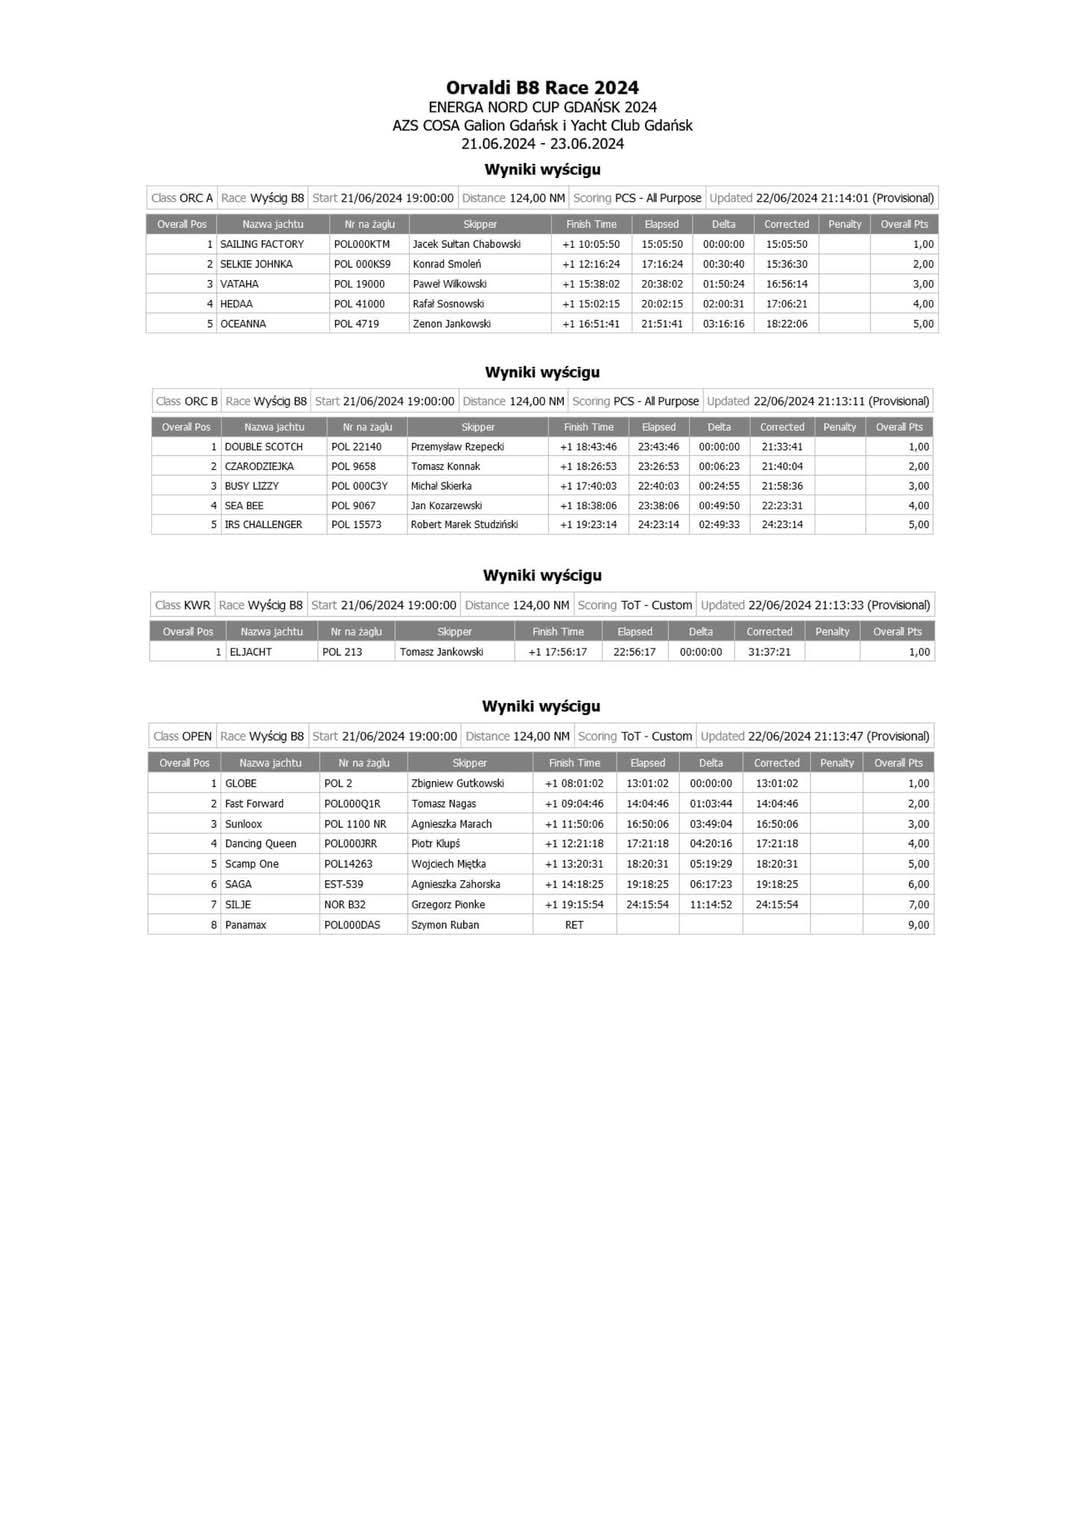 Orvaldi B8 Race 2024
ENERGA NORD CUP GDAŃSK 2024
AZS COSA Galion Gdańsk i Yacht Club Gdańsk
21.06.2024 - 23.06.2024
Wyniki wyścigu
Class ORC A Race Wyścig B8 Start 21/06/2024 19:00:00 Distance 124,00 NM Scoring PCS - All Purpose Updated 22/06/2024 21:14:01 (Provisional)
Overall Pos Nazwa jachtu Nr na żaglu Skipper Finish Time Elapsed Delta Corrected Penalty Overall Pts
1 SAILING FACTORY POL000KTM Jacek Sułtan Chabowski +1 10:05:50 15:05:50 00:00:00 15:05:50 1,00
2 SELKIE JOHNKA POL 000KS9 Konrad Smoleń +1 12:16:24 17:16:24 00:30:40 15:36:30 2,00
3 VATAHA POL 19000 Paweł Wilkowski +1 15:38:02 20:38:02 01:50:24 16:56:14 3,00
4 HEDAA POL 41000 Rafał Sosnowski +1 15:02:15 20:02:15 02:00:31 17:06:21 4,00
5 OCEANNA POL 4719 Zenon Jankowski +1 16:51:41 21:51:41 03:16:16 18:22:06 5,00
Wyniki wyścigu
Class ORC B Race Wyścig B8 Start 21/06/2024 19:00:00 Distance 124,00 NM Scoring PCS - All Purpose Updated 22/06/2024 21:13:11 (Provisional)
Overall Pos Nazwa jachtu Nr na żaglu Skipper Finish Time Elapsed Delta Corrected Penalty Overall Pts
1 DOUBLE SCOTCH POL 22140 Przemysław Rzepecki +1 18:43:46 23:43:46 00:00:00 21:33:41 1,00
2 CZARODZIEJKA POL 9658 Tomasz Konnak +1 18:26:53 23:26:53 00:06:23 21:40:04 2,00
3 BUSY LIZZY POL 000C3Y Michał Skierka +1 17:40:03 22:40:03 00:24:55 21:58:36 3,00
4 SEA BEE POL 9067 Jan Kozarzewski +1 18:38:06 23:38:06 00:49:50 22:23:31 4,00
5 IRS CHALLENGER POL 15573 Robert Marek Studziński +1 19:23:14 24:23:14 02:49:33 24:23:14 5,00
Wyniki wyścigu
Class KWR Race Wyścig B8 Start 21/06/2024 19:00:00 Distance 124,00 NM Scoring ToT - Custom Updated 22/06/2024 21:13:33 (Provisional)
Overall Pos Nazwa jachtu Nr na żaglu Skipper Finish Time Elapsed Delta Corrected Penalty Overall Pts
1 ELJACHT POL 213 Tomasz Jankowski +1 17:56:17 22:56:17 00:00:00 31:37:21 1,00
Wyniki wyścigu
Class OPEN Race Wyścig B8 Start 21/06/2024 19:00:00 Distance 124,00 NM Scoring ToT - Custom Updated 22/06/2024 21:13:47 (Provisional)
Overall Pos Nazwa jachtu Nr na żaglu Skipper Finish Time Elapsed Delta Corrected Penalty Overall Pts
1 GLOBE POL 2 Zbigniew Gutkowski +1 08:01:02 13:01:02 00:00:00 13:01:02 1,00
2 Fast Forward POL000Q1R Tomasz Nagas +1 09:04:46 14:04:46 01:03:44 14:04:46 2,00
3 Sunloox POL 1100 NR Agnieszka Marach +1 11:50:06 16:50:06 03:49:04 16:50:06 3,00
4 Dancing Queen POL000JRR Piotr Klupś +1 12:21:18 17:21:18 04:20:16 17:21:18 4,00
5 Scamp One POL14263 Wojciech Miętka +1 13:20:31 18:20:31 05:19:29 18:20:31 5,00
6 SAGA EST-539 Agnieszka Zahorska +1 14:18:25 19:18:25 06:17:23 19:18:25 6,00
7 SILJE NOR B32 Grzegorz Pionke +1 19:15:54 24:15:54 11:14:52 24:15:54 7,00
8 Panamax POL000DAS Szymon Ruban RET 9,00